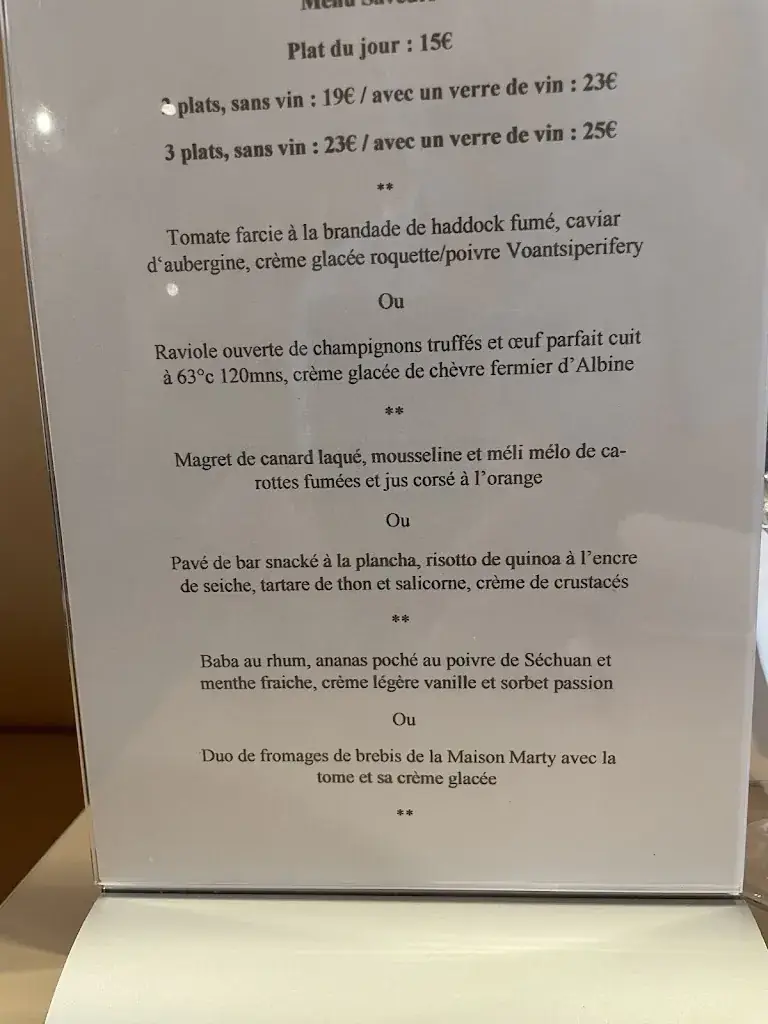 Menu
Plat du jour : 15€
plats, sans vin : 19€ / avec un verre de vin : 23€
3 plats, sans vin : 23€ / avec un verre de vin : 25€
**
Tomate farcie à la brandade de haddock fumé, caviar
d‘aubergine, crème glacée roquette/poivre Voantsiperifery
Ou
Raviole ouverte de champignons truffés et œuf parfait cuit
à 63°c 120mns, crème glacée de chèvre fermier d’Albine
**
Magret de canard laqué, mousseline et méli mélo de ca-
rottes fumées et jus corsé à l’orange
Ou
Pavé de bar snacké à la plancha, risotto de quinoa à l’encre
de seiche, tartare de thon et salicorne, crème de crustacés
**
Baba au rhum, ananas poché au poivre de Séchuan et
menthe fraiche, crème légère vanille et sorbet passion
Ou
Duo de fromages de brebis de la Maison Marty avec la
tome et sa crème glacée
**